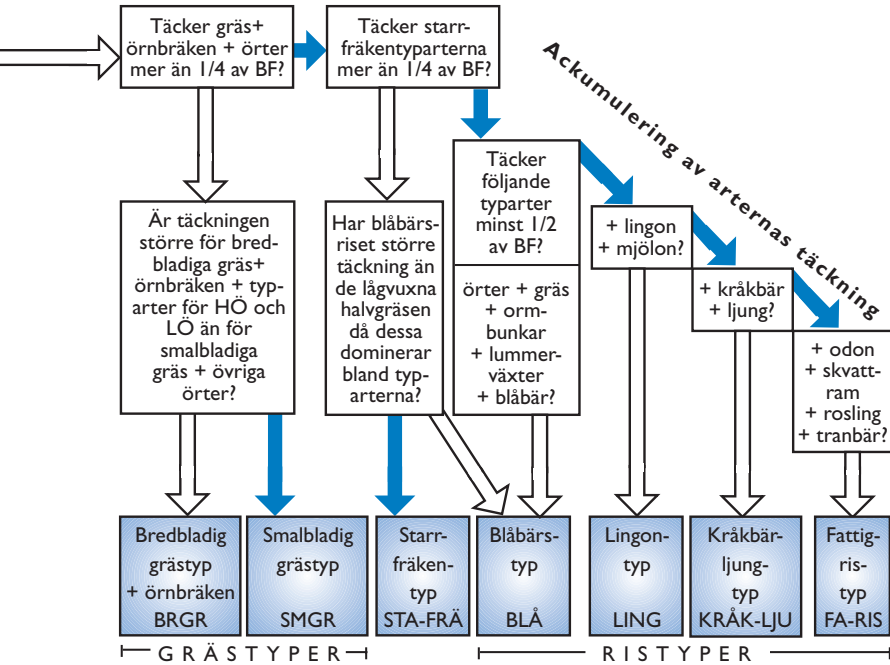 Täcker gräs+
örnbräken + örter
mer än 1/4 av BF?
Täcker starr-
fräkentyparterna
mer än 1/4 av BF?
Ackumulering av arternas täckning
Täcker
följande
typarter
minst 1/2
av BF?
örter + gräs
+ orm-
bunkar
+ lummer-
växter
+ blåbär?
+ lingon
+ mjölon?
+ kråkbär
+ ljung?
+ odon
+ skvatt-
ram
+ rosling
+ tranbär?
Är täckningen
större för bred-
bladiga gräs+
örnbräken + typ-
arter för HÖ och
LÖ än för
smalbladiga
gräs + övriga
örter?
Har blåbärs-
riset större
täckning än
de lågvuxna
halvgräsen
då dessa
dominerar
bland typ-
arterna?
Bredbladig
grästyp
+ örnbräken
BRGR
Smalbladig
grästyp
SMGR
Starr-
fräken-
typ
STA-FRÄ
Blåbärs-
typ
BLÅ
Lingon-
typ
LING
Kråkbär-
ljung-
typ
KRÅK-LJU
Fattig-
ris-
typ
FA-RIS
GRÄSTYPER
RISTYPER